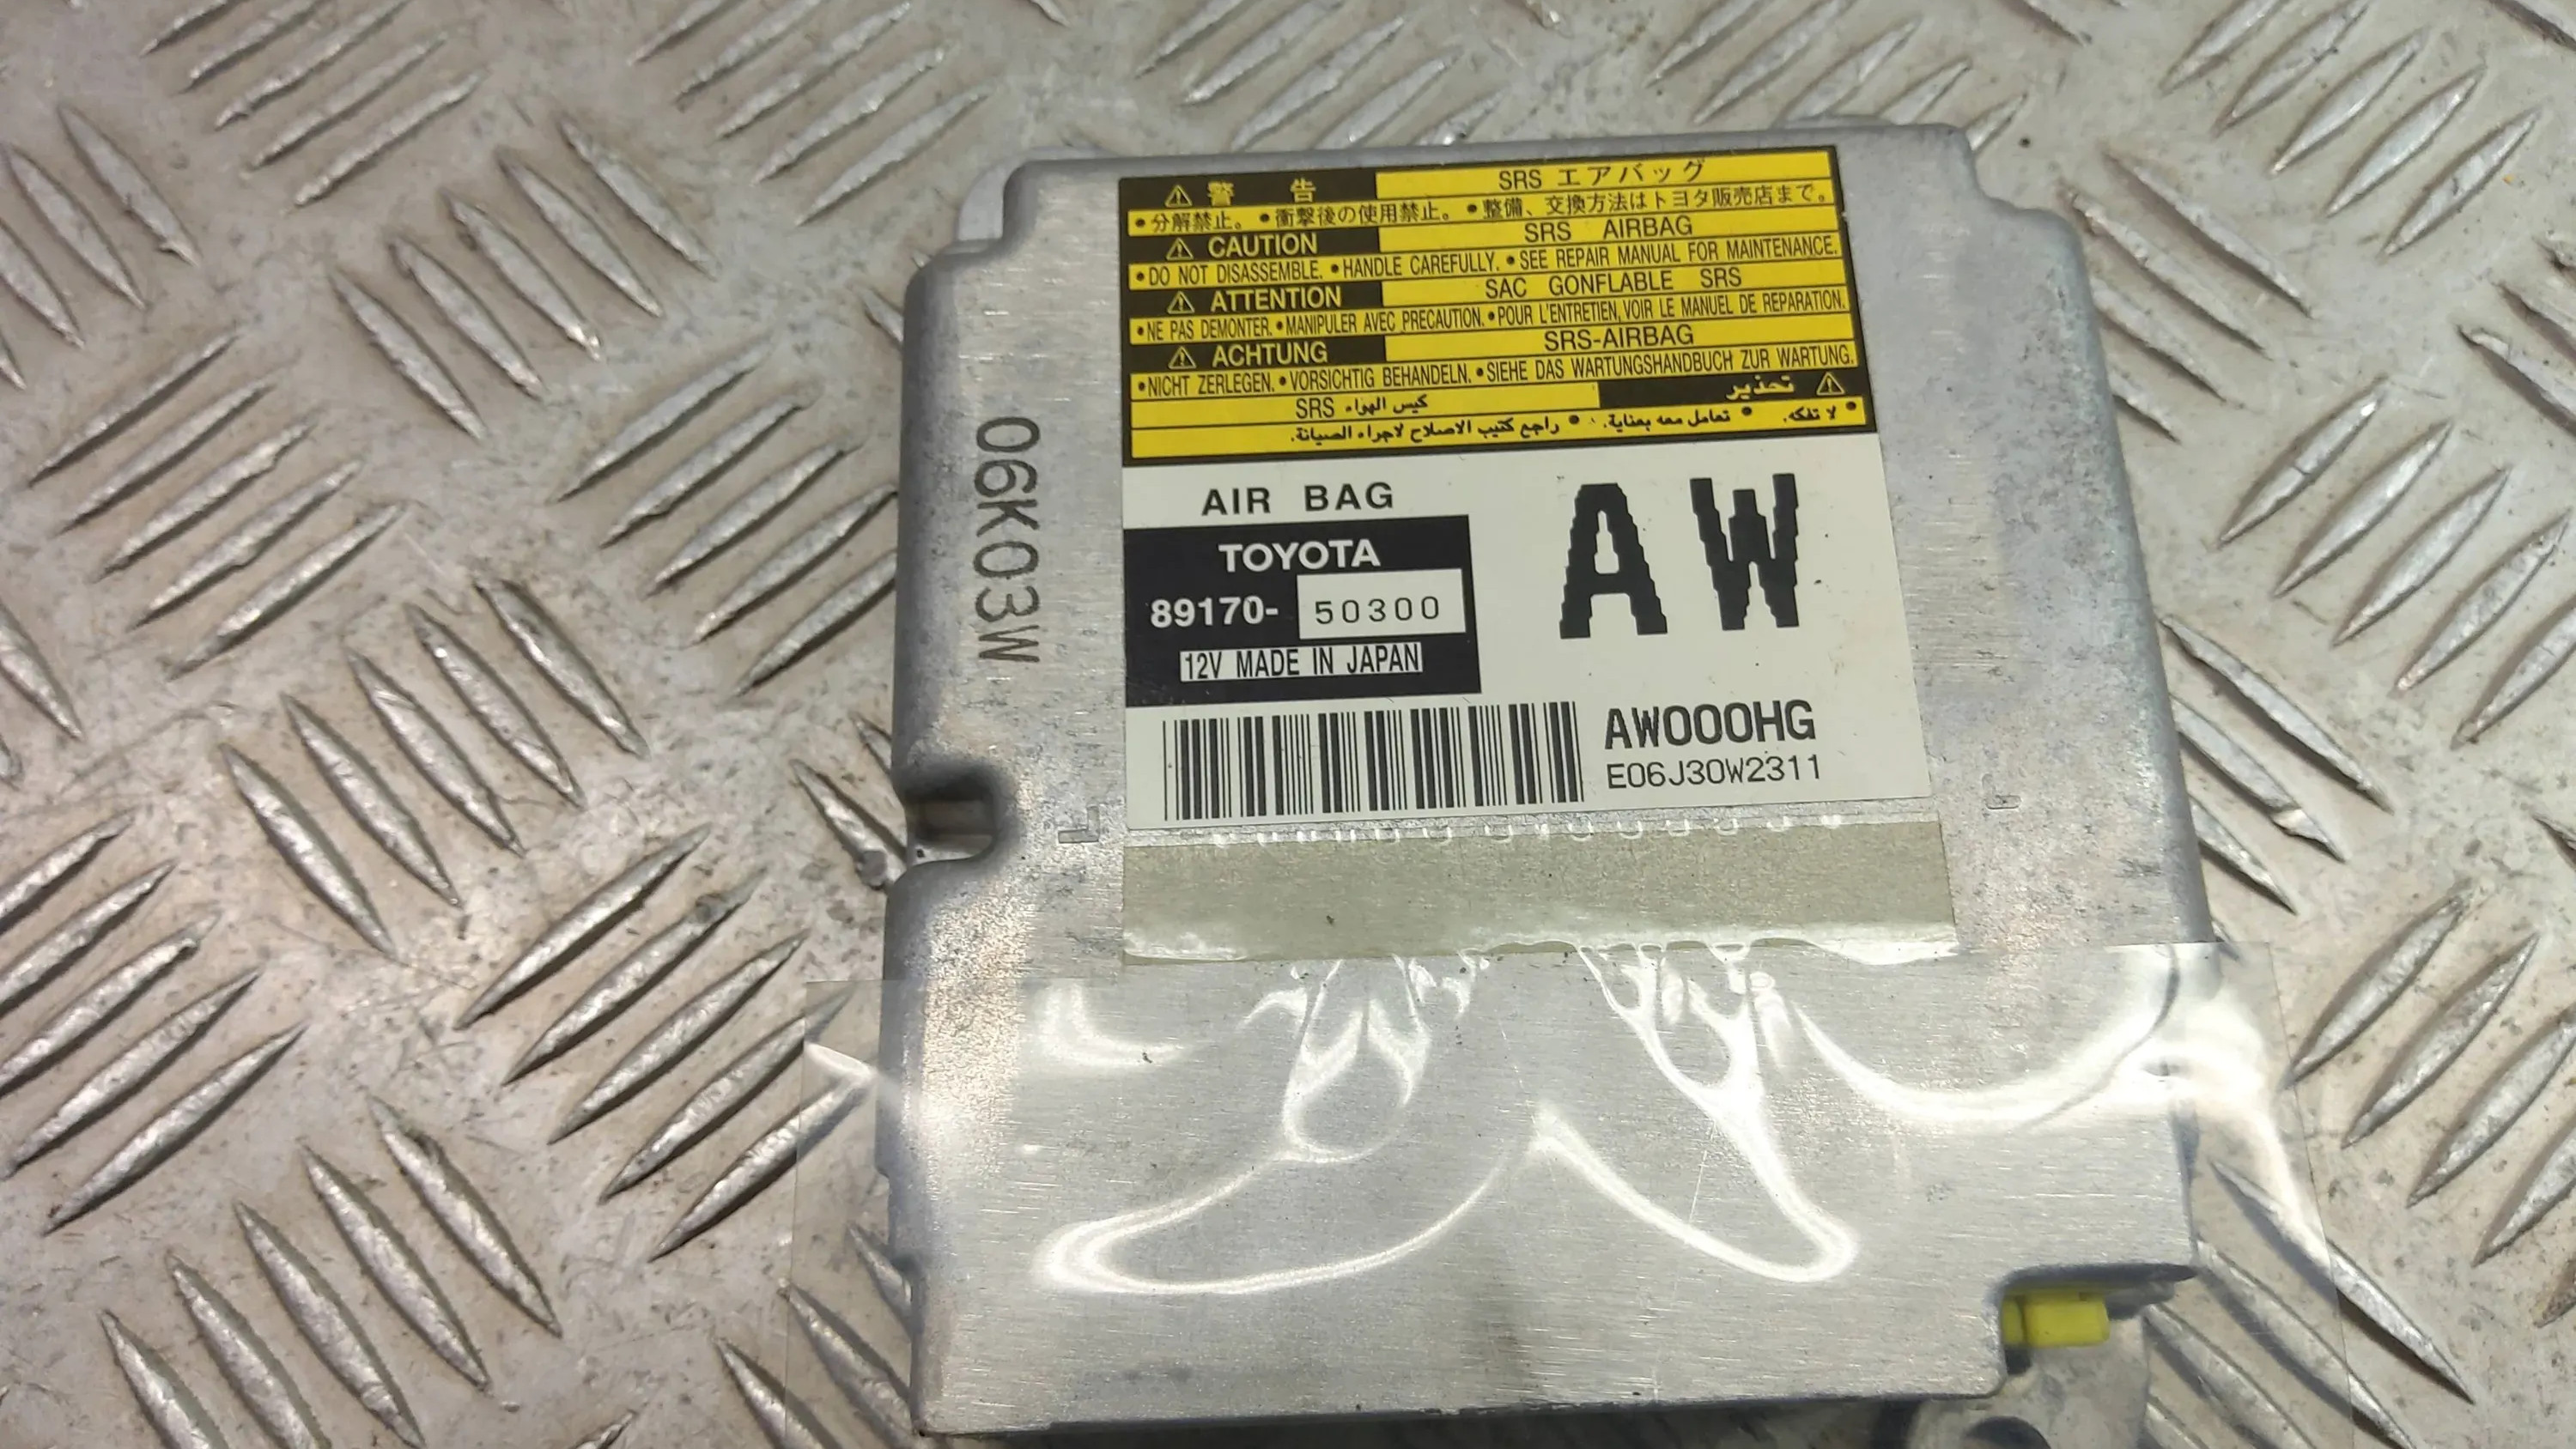 ⚠ 警 告 SRS エアバッグ
•分解禁止。 •衝撃後の使用禁止。 •整備、交換方法はトヨタ販売店まで。
⚠ CAUTION SRS AIRBAG
•DO NOT DISASSEMBLE. •HANDLE CAREFULLY. •SEE REPAIR MANUAL FOR MAINTENANCE.
⚠ ATTENTION SAC GONFLABLE SRS
•NE PAS DEMONTER. •MANIPULER AVEC PRECAUTION. •POUR L'ENTRETIEN, VOIR LE MANUEL DE REPARATION.
⚠ ACHTUNG SRS-AIRBAG
•NICHT ZERLEGEN. •VORSICHTIG BEHANDELN. •SIEHE DAS WARTUNGSHANDBUCH ZUR WARTUNG.
⚠ تحذير
كيس الهواء SRS
• لا تفكه. • تعامل معه بعناية. • راجع كتيب الاصلاح لاجراء الصيانة.
06K03W
AIR BAG
AW
TOYOTA
89170- 50300
12V MADE IN JAPAN
AW000HG
E06J30W2311
L